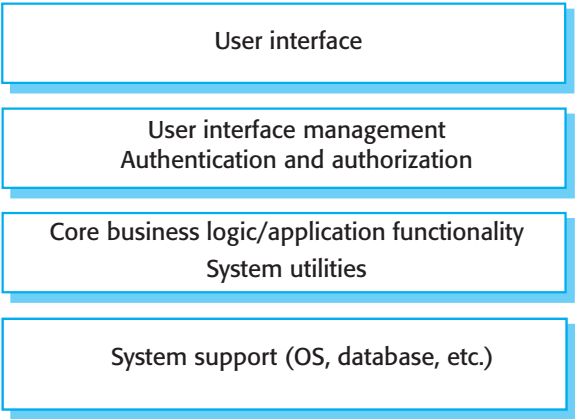 User interface
User interface management
Authentication and authorization
Core business logic/application functionality
System utilities
System support (OS, database, etc.)